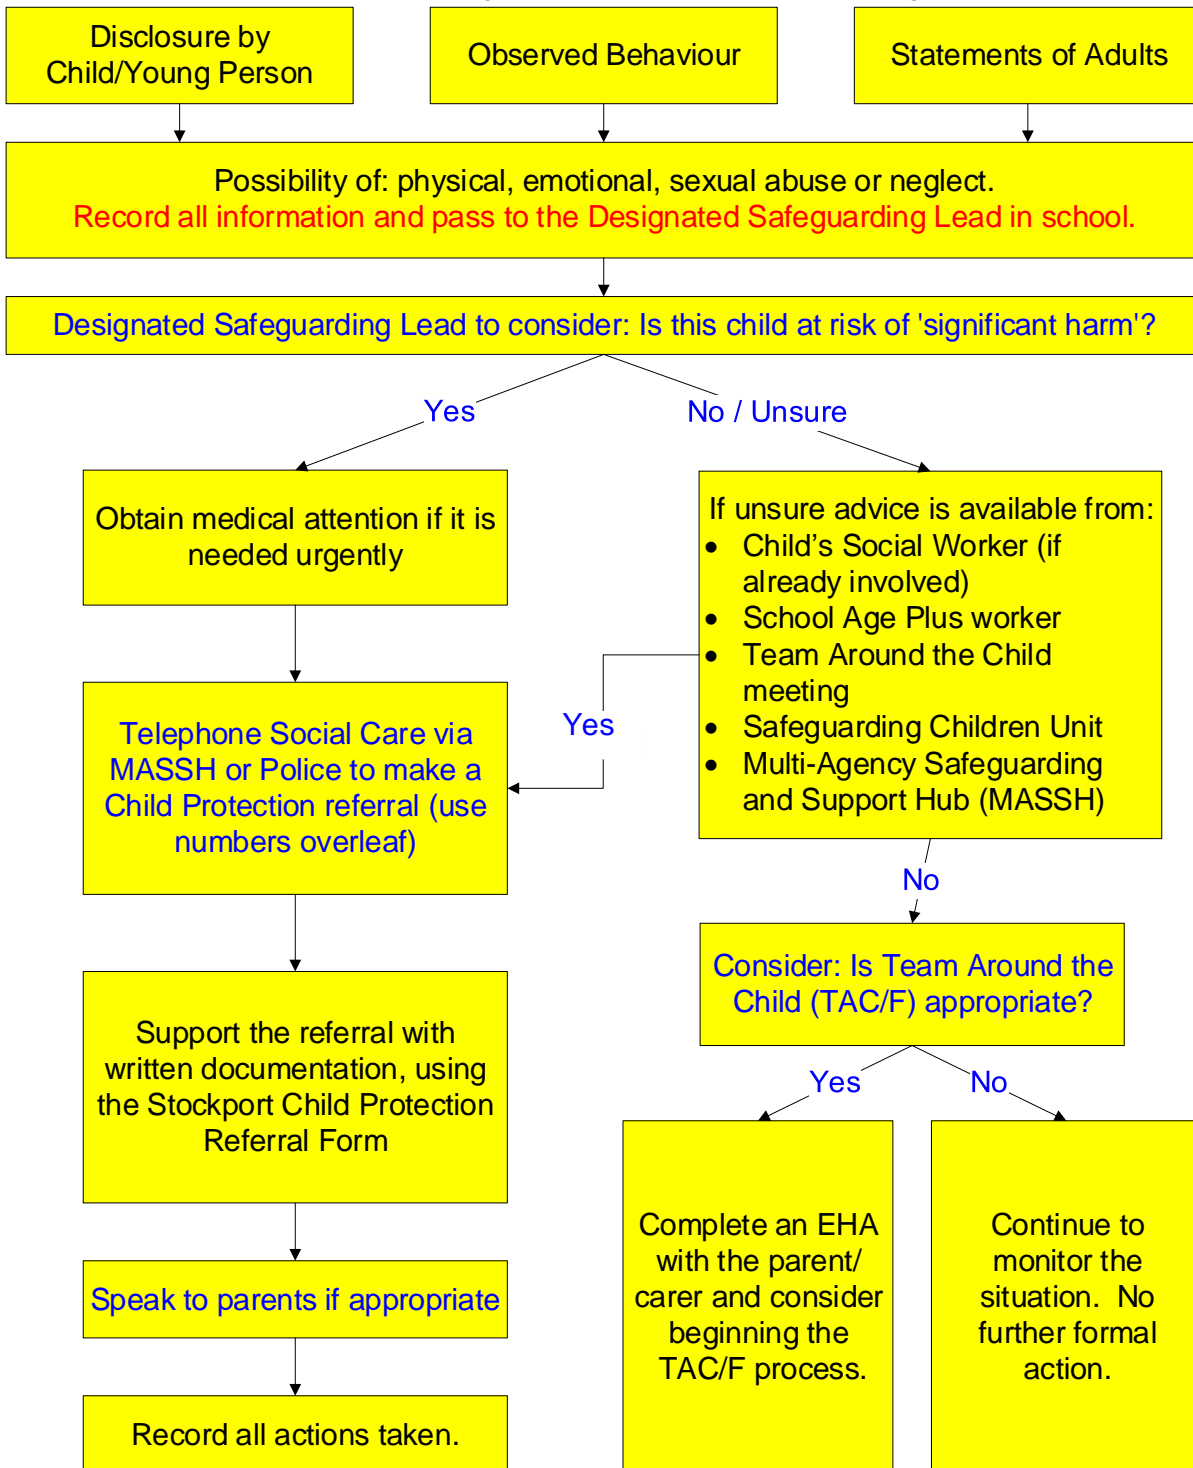 Disclosure by
Child/Young Person
Observed Behaviour
Statements of Adults
Possibility of: physical, emotional, sexual abuse or neglect.
Record all information and pass to the Designated Safeguarding Lead in school.
Designated Safeguarding Lead to consider: Is this child at risk of 'significant harm'?
Yes
No / Unsure
Obtain medical attention if it is
needed urgently
If unsure advice is available from:
• Child’s Social Worker (if
already involved)
• School Age Plus worker
• Team Around the Child
meeting
• Safeguarding Children Unit
• Multi-Agency Safeguarding
and Support Hub (MASSH)
Yes
Telephone Social Care via
MASSH or Police to make a
Child Protection referral (use
numbers overleaf)
No
Consider: Is Team Around the
Child (TAC/F) appropriate?
Support the referral with
written documentation, using
the Stockport Child Protection
Referral Form
Yes
No
Complete an EHA
with the parent/
carer and consider
beginning the
TAC/F process.
Continue to
monitor the
situation.  No
further formal
action.
Speak to parents if appropriate
Record all actions taken.